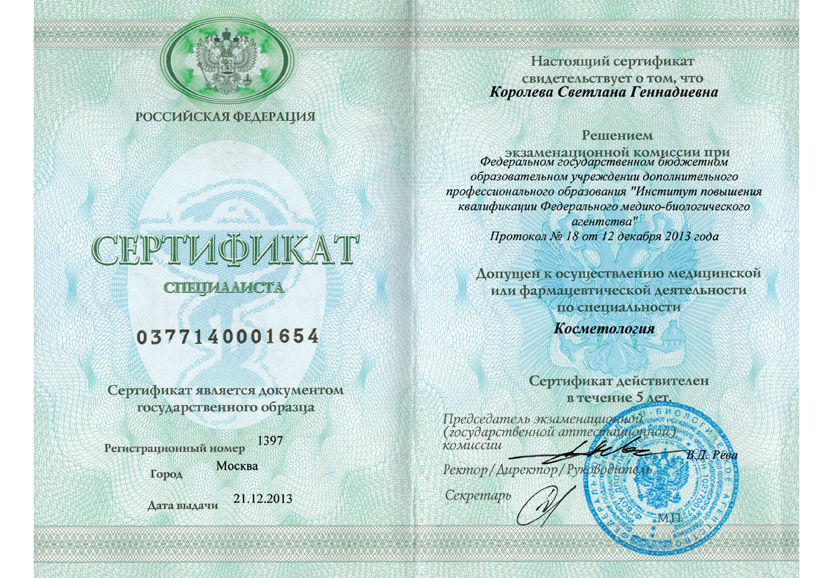 РОССИЙСКАЯ ФЕДЕРАЦИЯ
СЕРТИФИКАТ
СПЕЦИАЛИСТА
0377140001654
Сертификат является документом
государственного образца
Регистрационный номер 1397
Город Москва
Дата выдачи 21.12.2013
Настоящий сертификат
свидетельствует о том, что
Королева Светлана Геннадиевна
Решением
экзаменационной комиссии при
Федеральном государственном бюджетном
образовательном учреждении дополнительного
профессионального образования "Институт повышения
квалификации Федерального медико-биологического
агентства"
Протокол № 18 от 12 декабря 2013 года
Допущен к осуществлению медицинской
или фармацевтической деятельности
по специальности
Косметология
Сертификат действителен
в течение 5 лет.
Председатель экзаменационной
(государственной аттестационной)
комиссии
В.Д. Рева
Ректор/Директор/Руководитель
Секретарь
М.П.